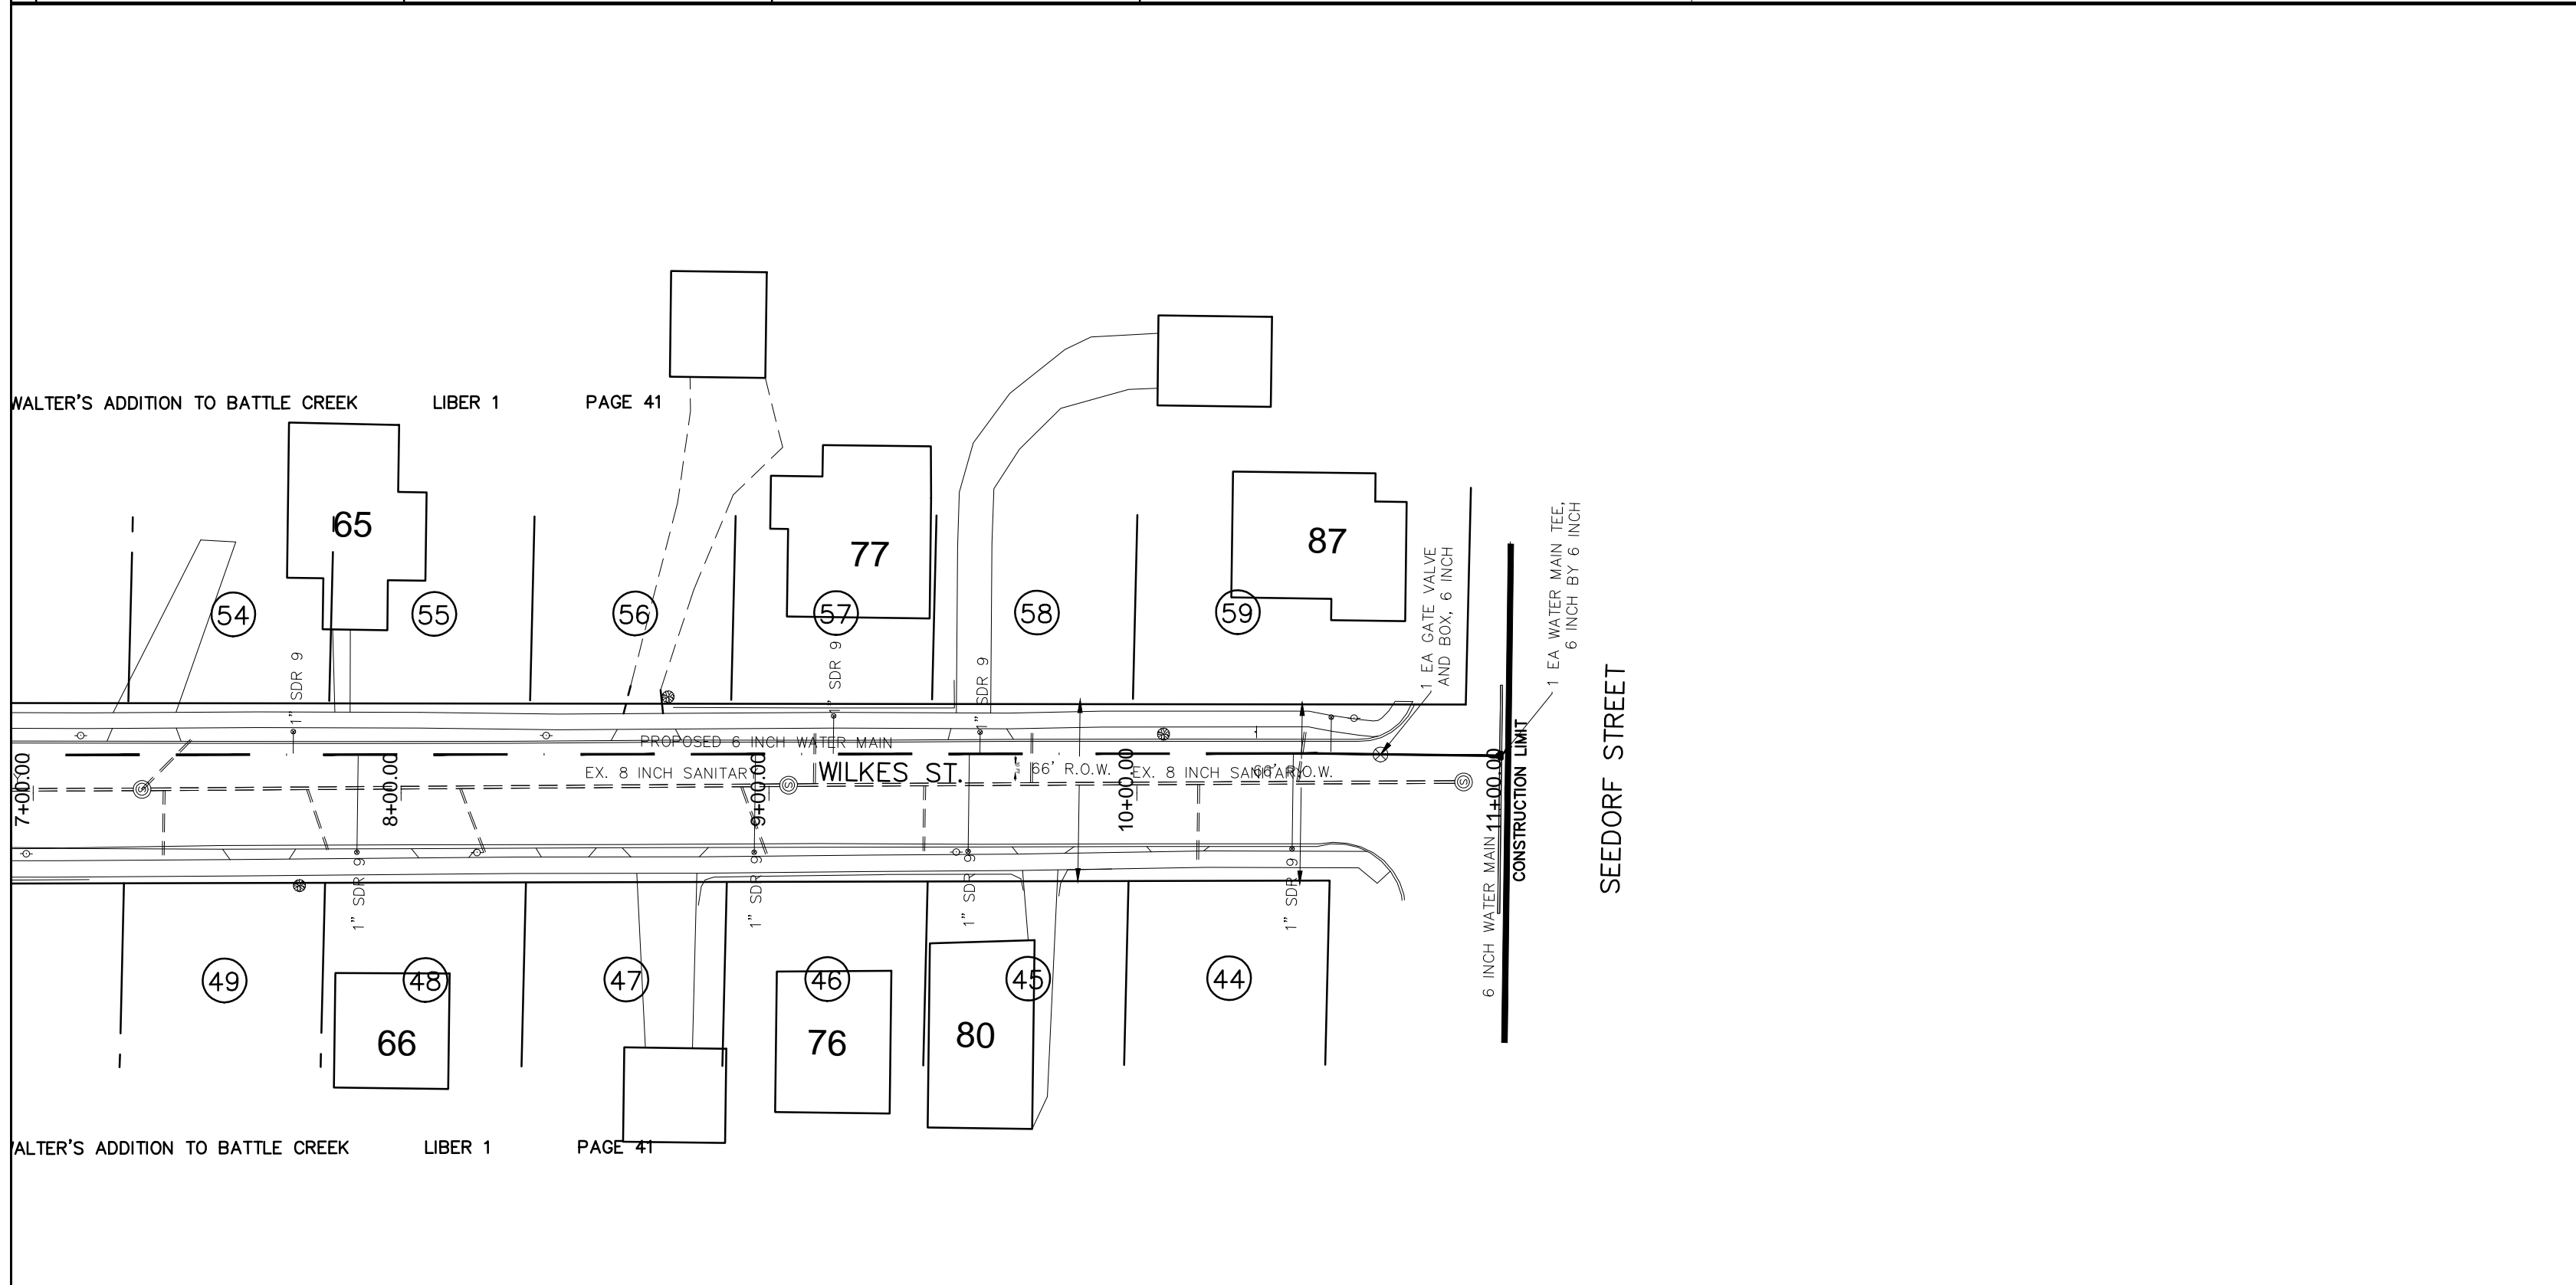 WALTER'S ADDITION TO BATTLE CREEK LIBER 1 PAGE 41
65
77
87
54
55
56
57
58
59
1" SDR 9
1" SDR 9
1" SDR 9
1 EA GATE VALVE
AND BOX, 6 INCH
1 EA WATER MAIN TEE,
6 INCH BY 6 INCH
PROPOSED 6 INCH WATER MAIN
EX. 8 INCH SANITARY
WILKES ST.
66' R.O.W.
EX. 8 INCH SANITARY
66' R.O.W.
7+00.00
8+00.00
9+00.00
10+00.00
11+00.00
S
S
S
6 INCH WATER MAIN
CONSTRUCTION LIMIT
SEEDORF STREET
1" SDR 9
1" SDR 9
1" SDR 9
1" SDR 9
49
48
47
46
45
44
66
76
80
ALTER'S ADDITION TO BATTLE CREEK LIBER 1 PAGE 41